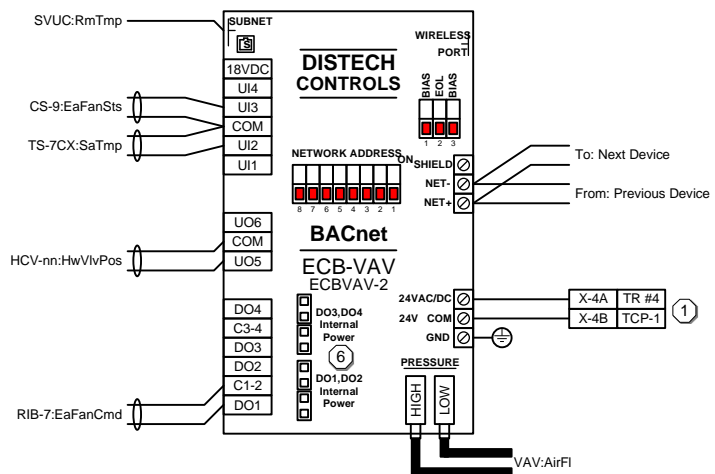 SVUC:RmTmp
SUBNET
S
WIRELESS
PORT
DISTECH
CONTROLS
18VDC
UI4
UI3
COM
UI2
UI1
CS-9:EaFanSts
TS-7CX:SaTmp
BIAS
EOL
BIAS
1 2 3
NETWORK ADDRESS
ON
8 7 6 5 4 3 2 1
SHIELD
NET-
NET+
To: Next Device
From: Previous Device
UO6
COM
UO5
HCV-nn:HwVlvPos
BACnet
ECB-VAV
ECBVAV-2
24VAC/DC
24V COM
GND
X-4A TR #4
X-4B TCP-1
1
DO4
C3-4
DO3
DO2
C1-2
DO1
RIB-7:EaFanCmd
DO3,DO4
Internal
Power
6
DO1,DO2
Internal
Power
PRESSURE
HIGH
LOW
VAV:AirFl